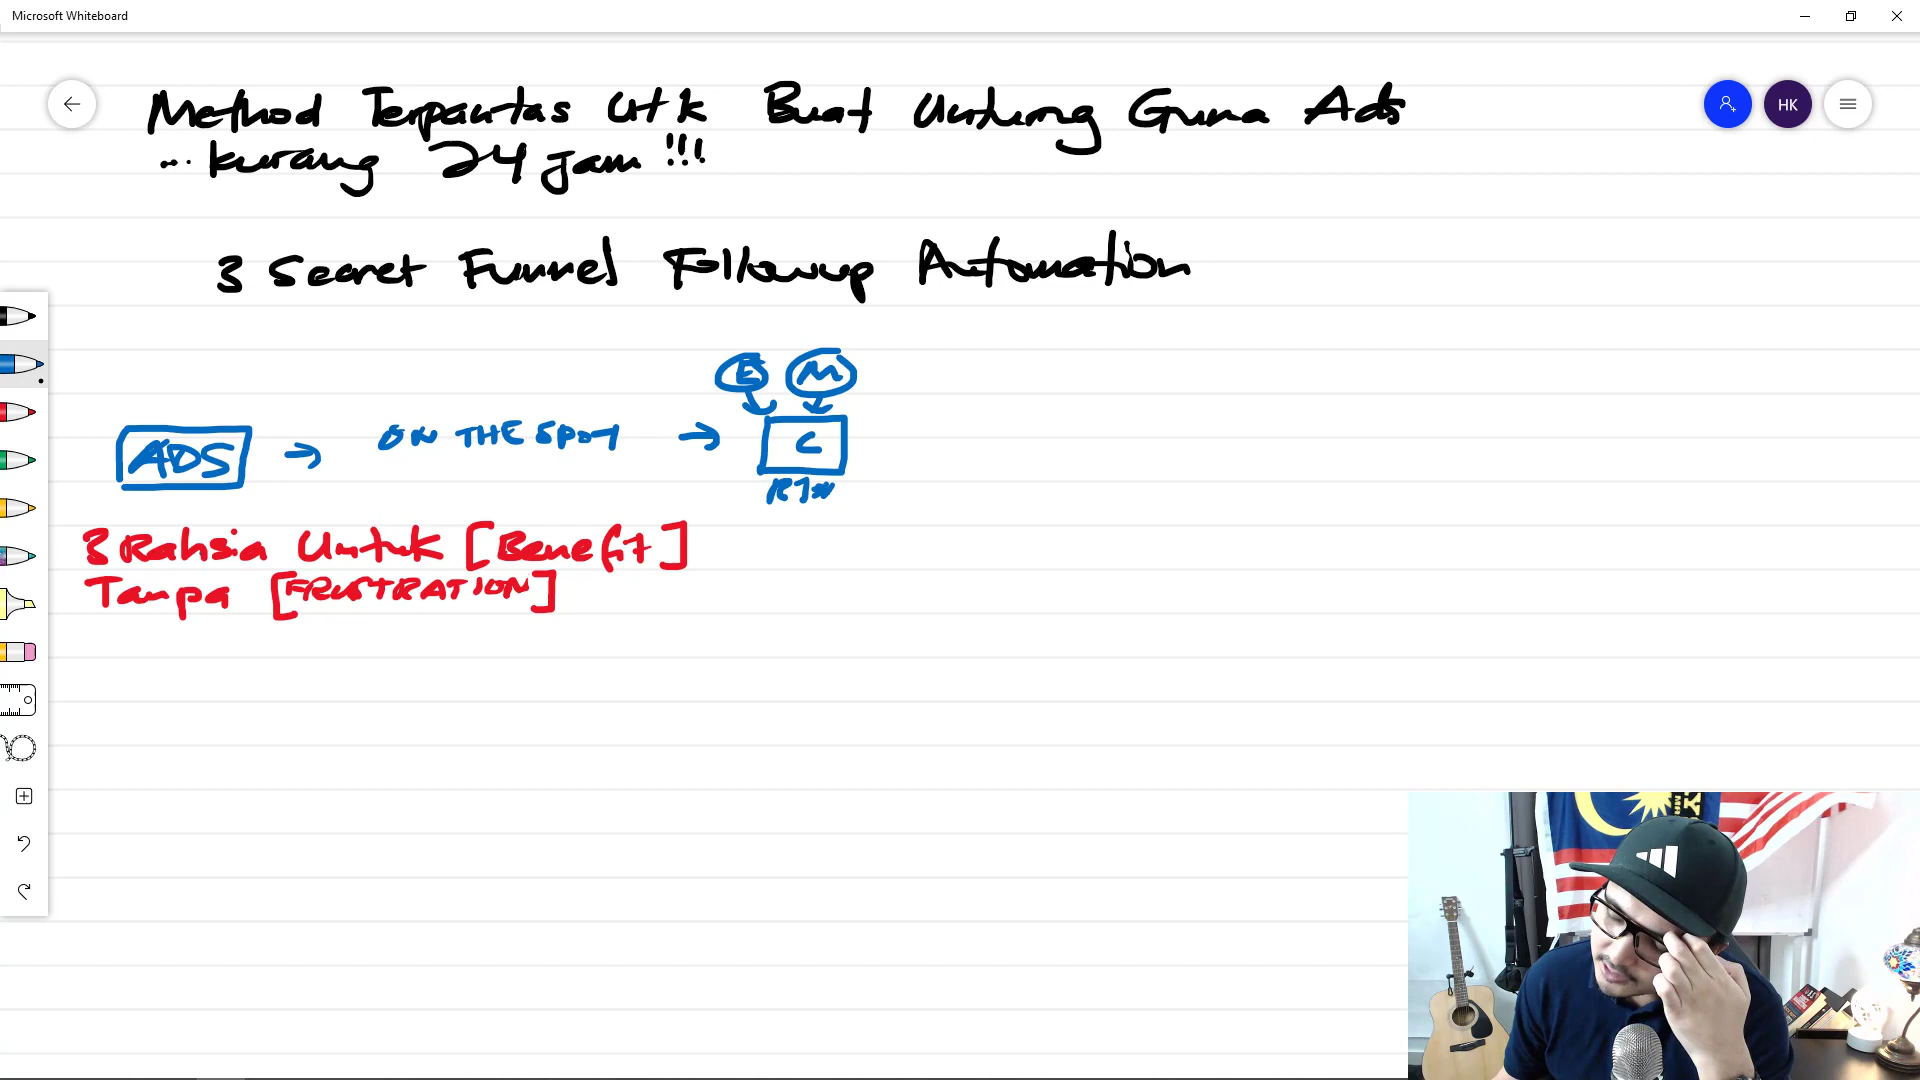 Microsoft Whiteboard
Method Terpantas Utk Buat Untung Guna Ads
... kurang 24 jam !!!
HK
3 Secret Funnel Followup Automation
E M
ADS → ON THE SPOT → C
3 Rahsia Untuk [Benefit]
Tanpa [FRUSTRATION]